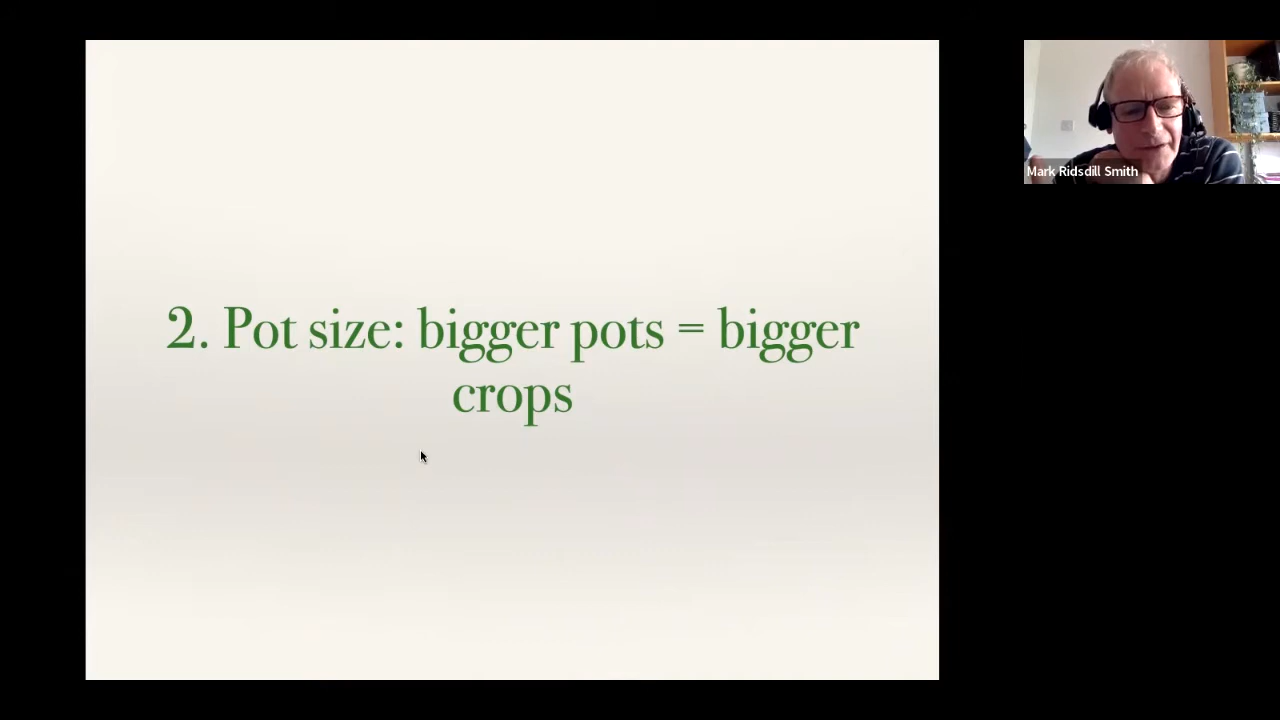 2. Pot size: bigger pots = bigger
crops
Mark Ridsdill Smith